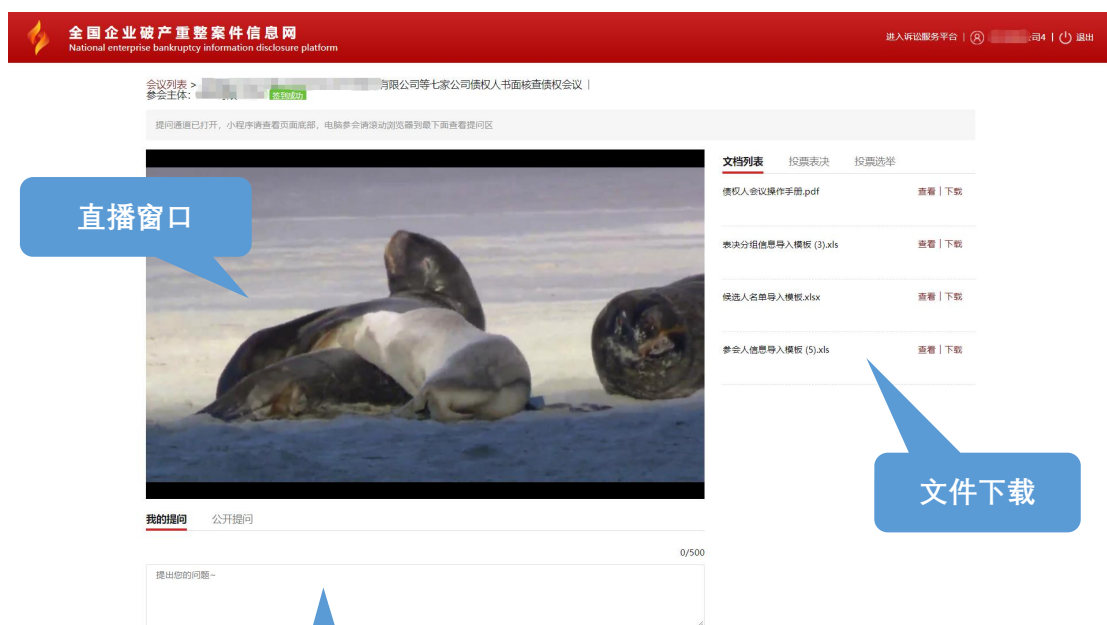 全国企业破产重整案件信息网
National enterprise bankruptcy information disclosure platform
进入诉讼服务平台 | 司4 | 退出
会议列表 > 有限公司等七家公司债权人书面核查债权会议 |
参会主体: 签到成功
提问通道已打开，小程序请查看页面底部，电脑参会请滚动浏览器到最下面查看提问区
文档列表 投票表决 投票选举
债权人会议操作手册.pdf 查看 | 下载
直播窗口
表决分组信息导入模板 (3).xls 查看 | 下载
候选人名单导入模板.xlsx 查看 | 下载
参会人信息导入模板 (5).xls 查看 | 下载
文件下载
我的提问 公开提问
0/500
提出您的问题~